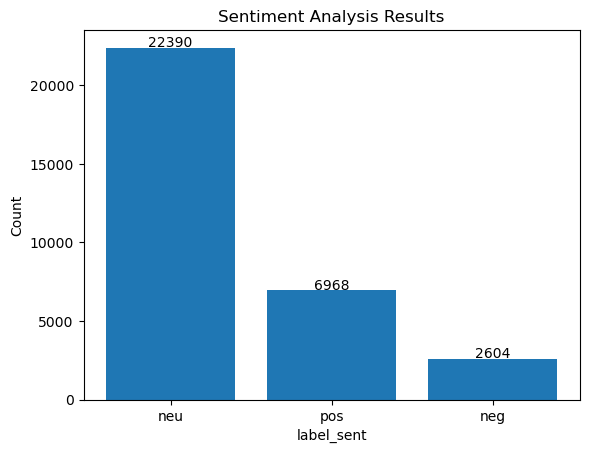 Sentiment Analysis Results
22390
20000
15000
10000
6968
5000
2604
0
Count
neu
pos
neg
label_sent